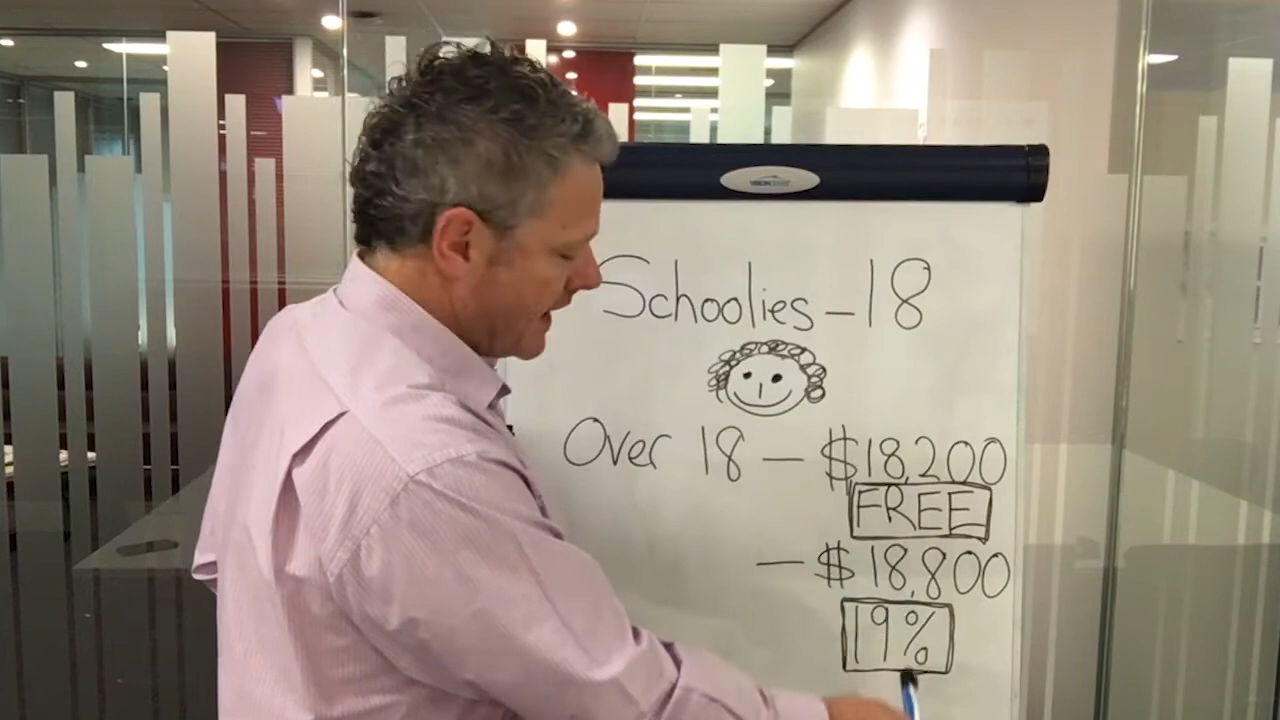 Schoolies - 18
Over 18 - $18,200
FREE
- $18,800
19%